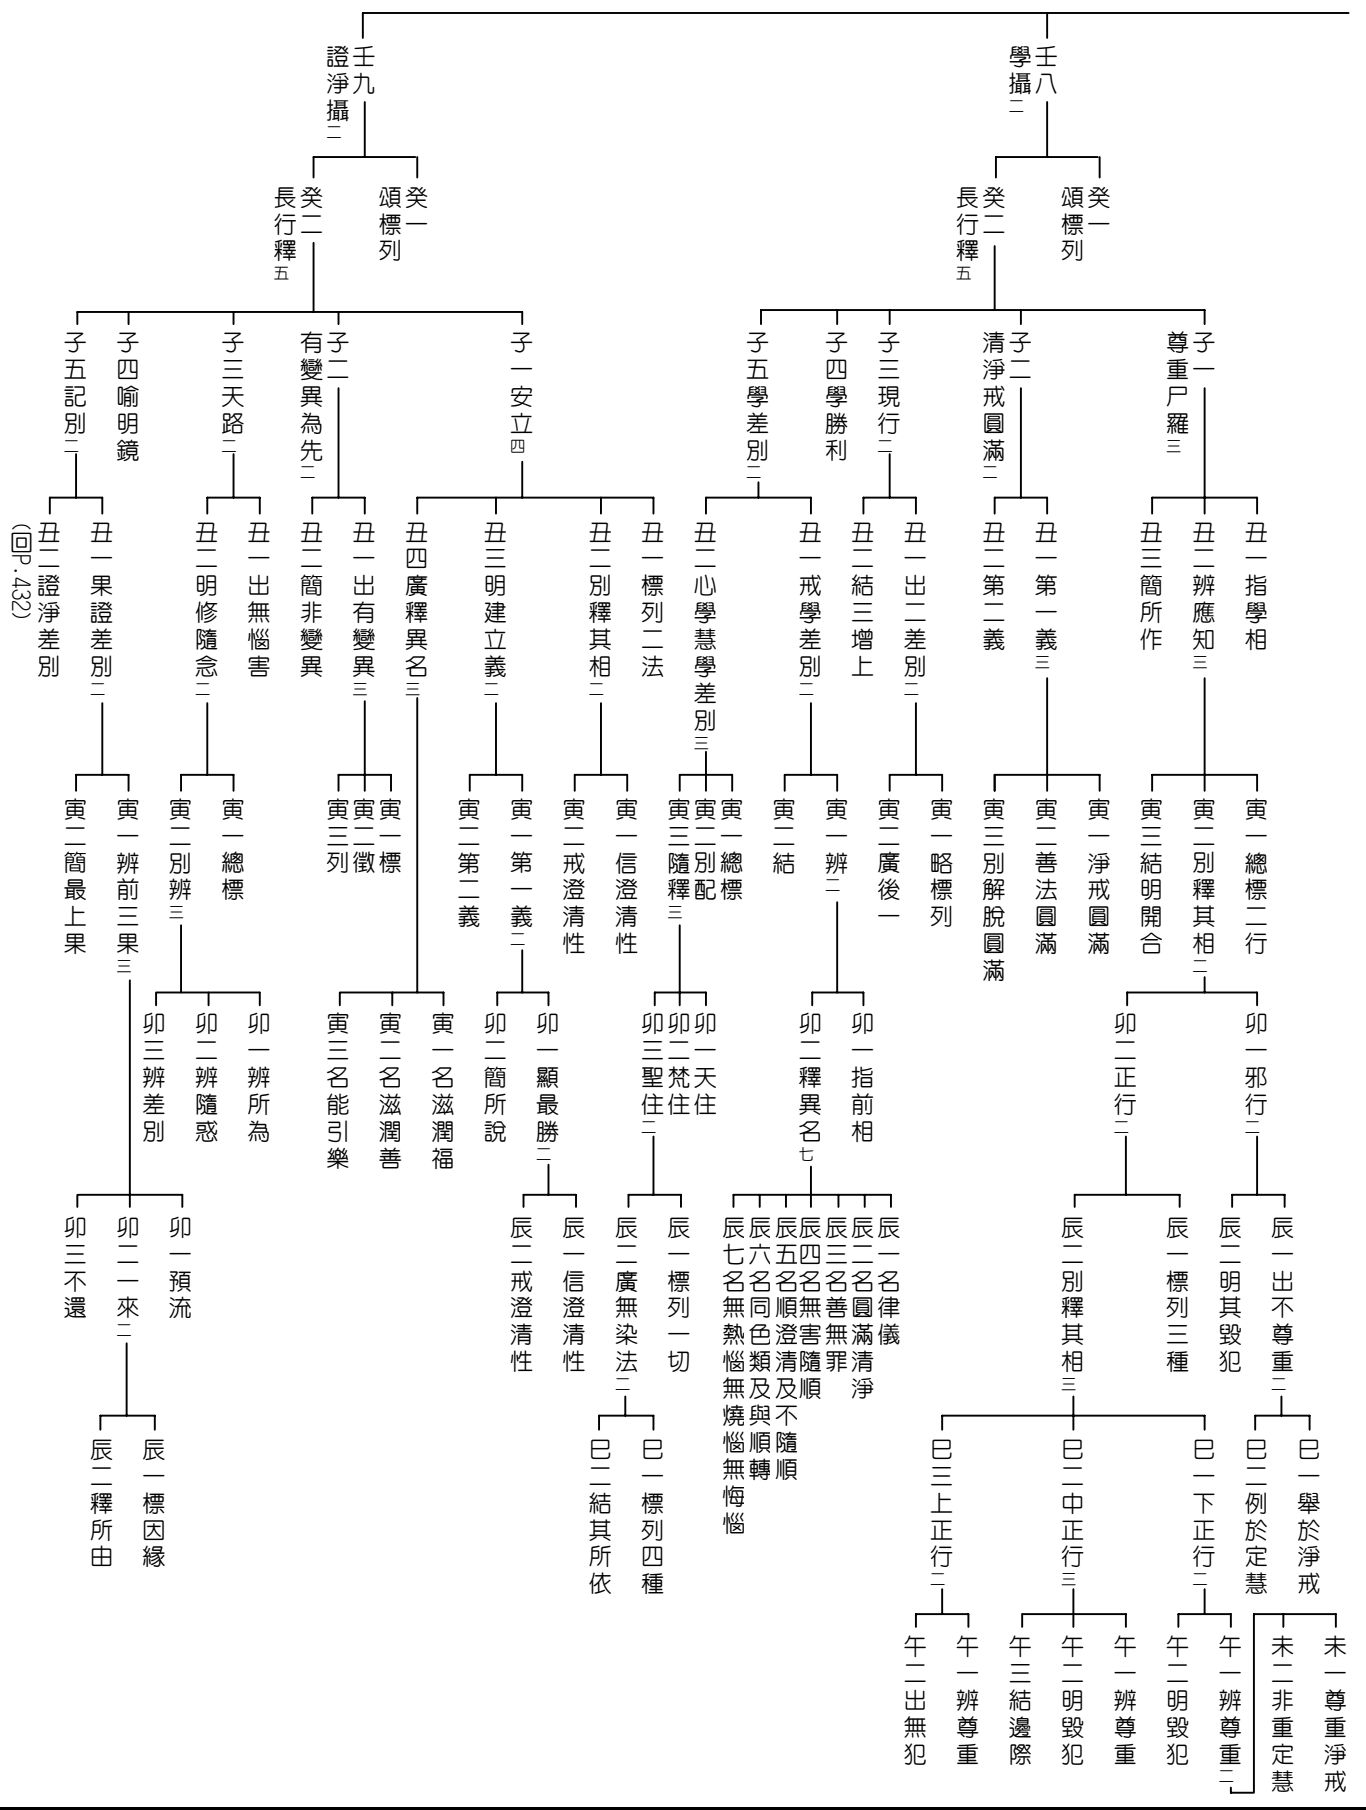 壬八
學攝二
癸一
頌標列
癸二
長行釋五
子一
尊重尸羅三
丑一指學相
丑二辨應知三
寅一總標二行
寅二別釋其相二
卯一邪行二
辰一出不尊重二
巳一舉於淨戒
巳二例於定慧
辰二明其毀犯
卯二正行二
辰一標列三種
辰二別釋其相三
巳一下正行二
午一辨尊重二
未一尊重淨戒
未二非重定慧
午二明毀犯
巳二中正行三
午一辨尊重
午二明毀犯
午三結邊際
巳三上正行二
午一辨尊重
午二出無犯
寅三結明開合
丑三簡所作
子二
清淨戒圓滿二
丑一第一義三
寅一淨戒圓滿
寅二善法圓滿
寅三別解脫圓滿
丑二第二義
子三現行二
丑一出二差別二
寅一略標列
寅二廣後一
丑二結三增上
子四學勝利
子五學差別二
丑一戒學差別二
寅一辨二
卯一指前相
卯二釋異名七
辰一名律儀
辰二名圓滿清淨
辰三名善無罪
辰四名無害隨順
辰五名順澄清及不隨順
辰六名同色類及與順轉
辰七名無熱惱無燒惱無悔惱
寅二結
丑二心學慧學差別三
寅一總標
寅二別配
寅三隨釋三
卯一天住
卯二梵住
卯三聖住二
辰一標列一切
辰二廣無染法二
巳一標列四種
巳二結其所依
壬九
證淨攝二
癸一
頌標列
癸二
長行釋五
子一安立四
丑一標列二法
丑二別釋其相二
寅一信澄清性
寅二戒澄清性
丑三明建立義二
寅一第一義二
卯一顯最勝二
辰一信澄清性
辰二戒澄清性
卯二簡所說
寅二第二義
丑四廣釋異名三
寅一名滋潤福
寅二名滋潤善
寅三名能引樂
子二
有變異為先二
丑一出有變異三
寅一標
寅二徵
寅三列
丑二簡非變異
子三天路二
丑一出無惱害
丑二明修隨念二
寅一總標
寅二別辨三
卯一辨所為
卯二辨隨惑
卯三辨差別
子四喻明鏡
子五記別二
丑一果證差別二
寅一辨前三果三
卯一預流
卯二一來二
辰一標因緣
辰二釋所由
卯三不還
寅二簡最上果
丑二證淨差別
(回P.432)